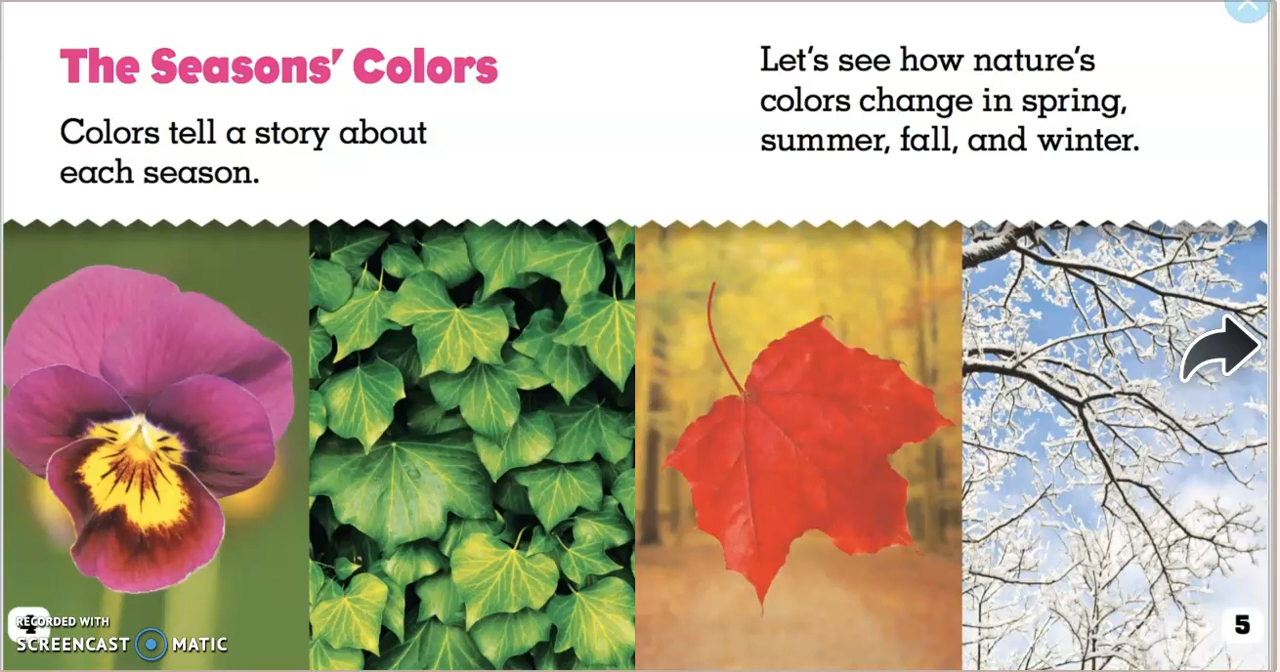 The Seasons' Colors
Colors tell a story about
each season.
Let's see how nature's
colors change in spring,
summer, fall, and winter.
4
RECORDED WITH
SCREENCAST MATIC
5